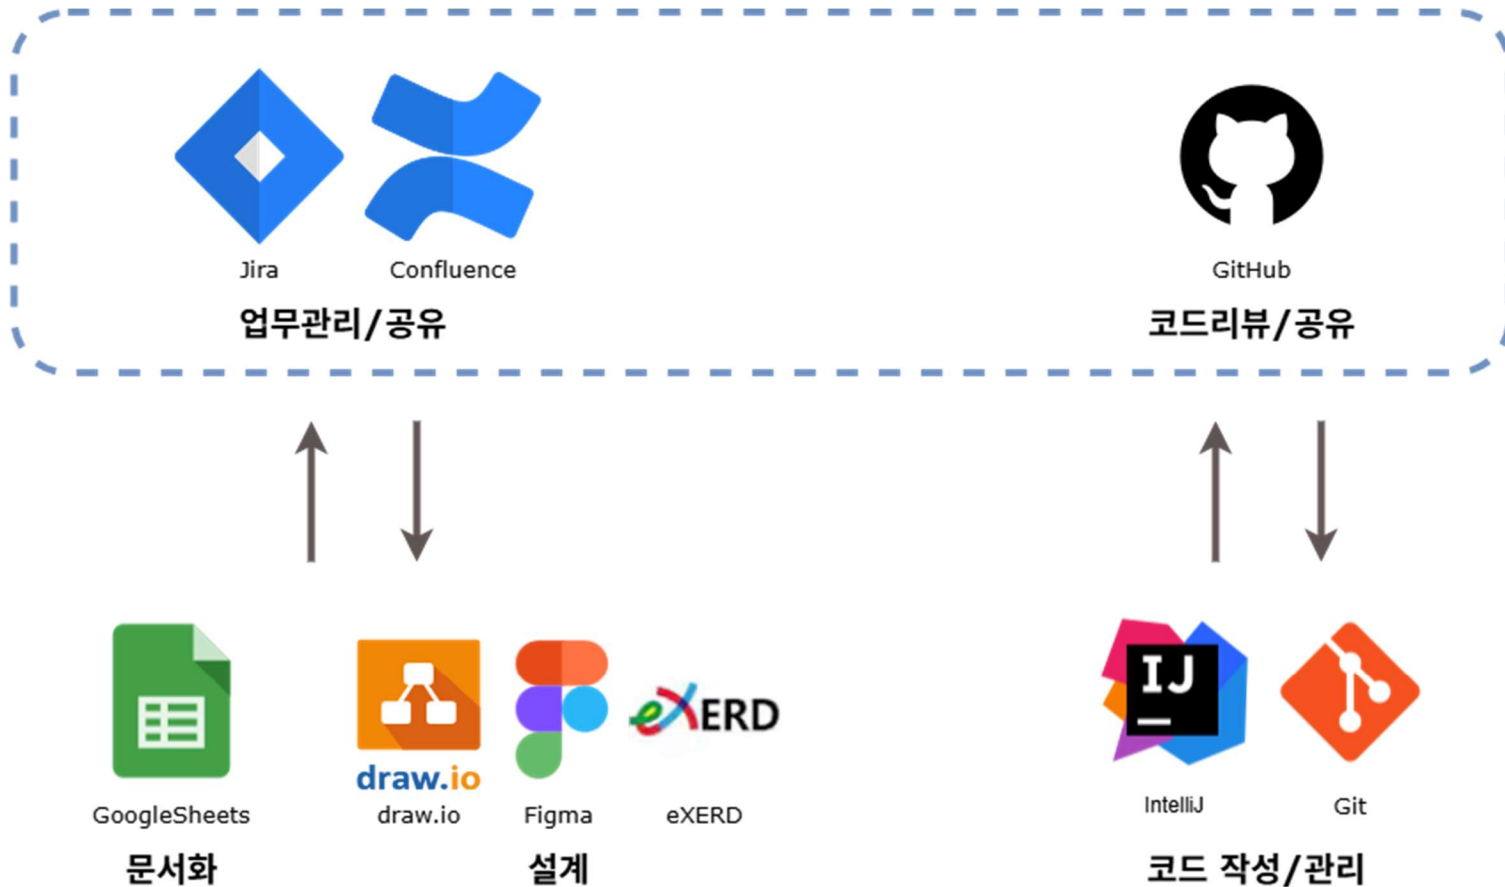 Jira
Confluence
GitHub
업무관리/공유
코드리뷰/공유
IJ
draw.io
eXERD
GoogleSheets
draw.io
Figma
eXERD
IntelliJ
Git
문서화
설계
코드 작성/관리